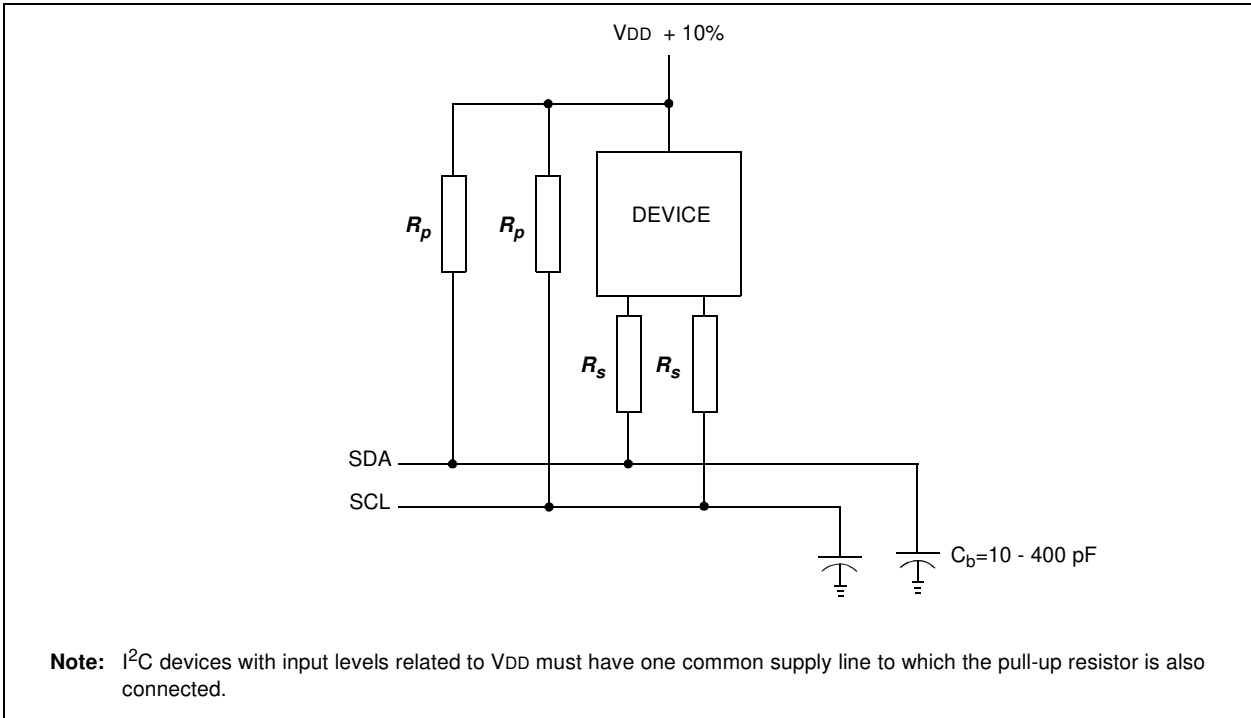 VDD + 10%
DEVICE
Rp Rp
Rs Rs
SDA
SCL
Cb=10 - 400 pF
Note: I2C devices with input levels related to VDD must have one common supply line to which the pull-up resistor is also
connected.